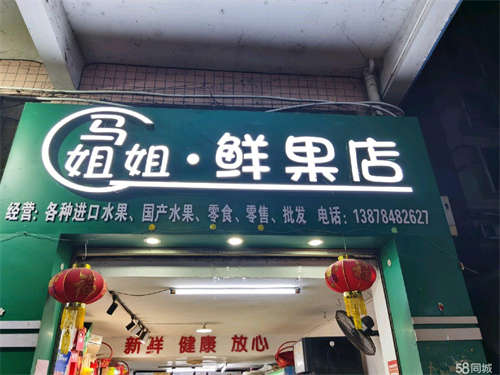 马姐姐·鲜果店
经营: 各种进口水果、国产水果、零食、零售、批发 电话: 13878482627
新鲜 健康 放心
58同城